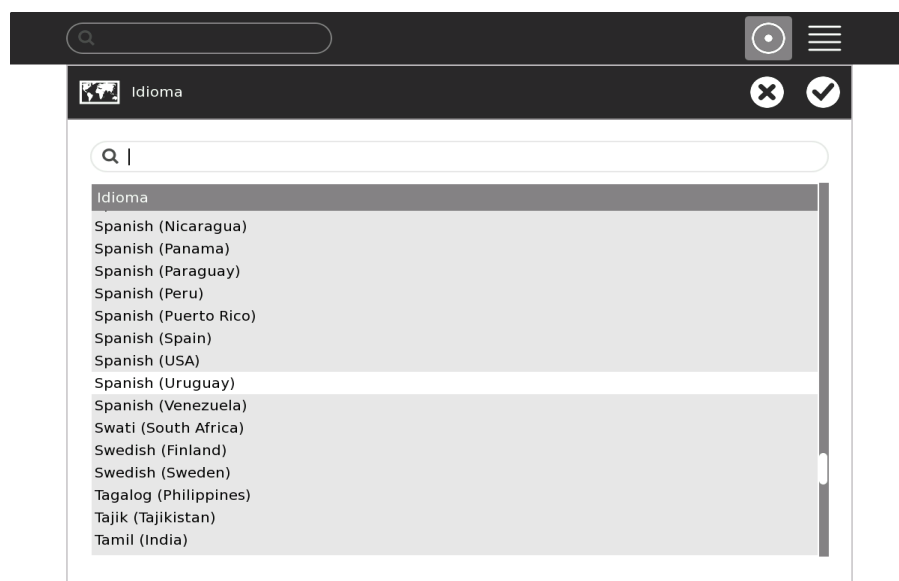 Idioma
Idioma
Spanish (Nicaragua)
Spanish (Panama)
Spanish (Paraguay)
Spanish (Peru)
Spanish (Puerto Rico)
Spanish (Spain)
Spanish (USA)
Spanish (Uruguay)
Spanish (Venezuela)
Swati (South Africa)
Swedish (Finland)
Swedish (Sweden)
Tagalog (Philippines)
Tajik (Tajikistan)
Tamil (India)